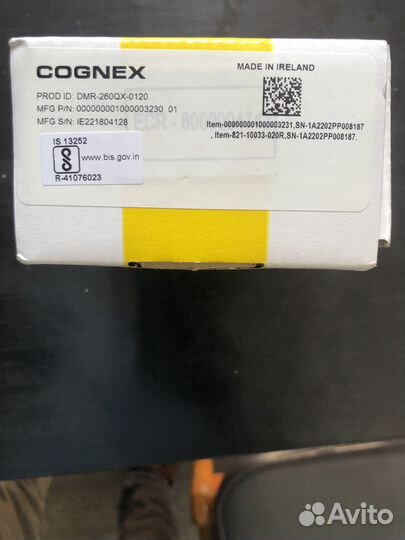 COGNEX
MADE IN IRELAND
PROD ID: DMR-260QX-0120
MFG P/N: 000000001000003230 01
MFG S/N: IE221804128
Item-000000001000003231,SN-1A2202PP008187
, Item-821-10033-020R,SN-1A2202PP008187,
IS 13252
www.bis.gov.in
R-41076023
Avito